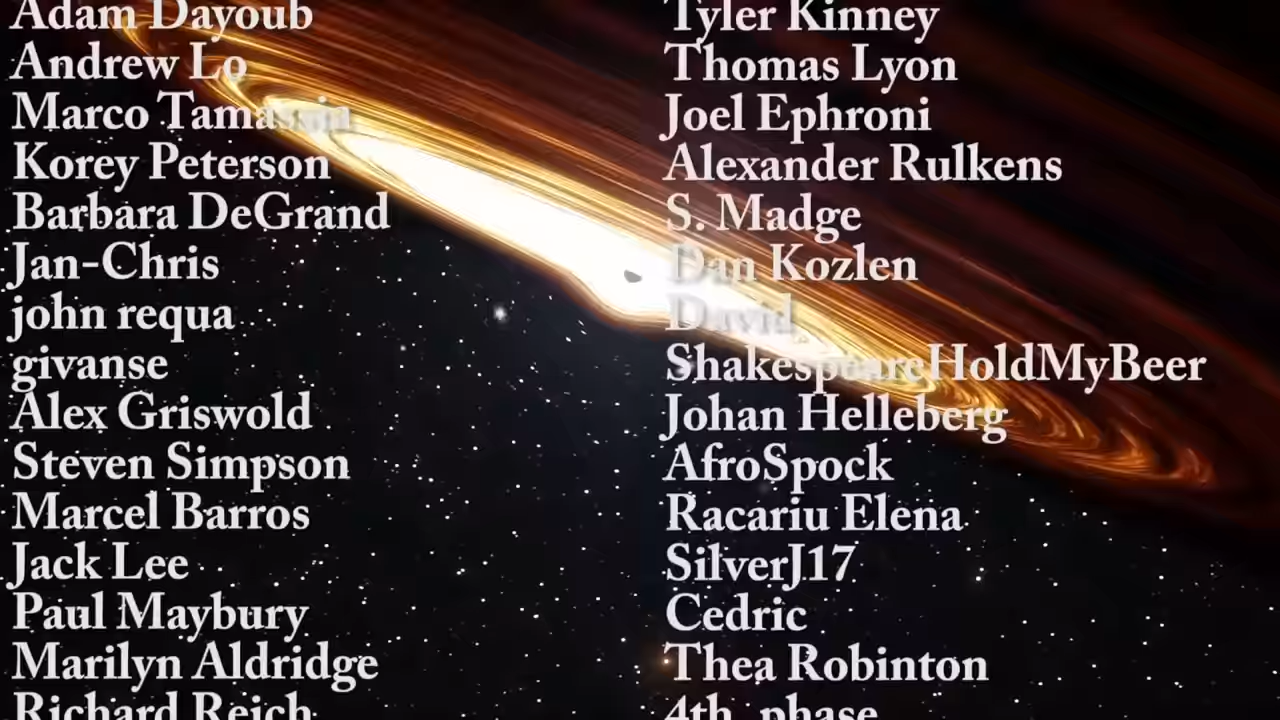 Adam Dayoub
Andrew Lo
Marco Tamassia
Korey Peterson
Barbara DeGrand
Jan-Chris
john requa
givanse
Alex Griswold
Steven Simpson
Marcel Barros
Jack Lee
Paul Maybury
Marilyn Aldridge
Richard Reich
Tyler Kinney
Thomas Lyon
Joel Ephroni
Alexander Rulkens
S. Madge
Dan Kozlen
David
ShakespeareHoldMyBeer
Johan Helleberg
AfroSpock
Racariu Elena
SilverJ17
Cedric
Thea Robinton
4th_phase